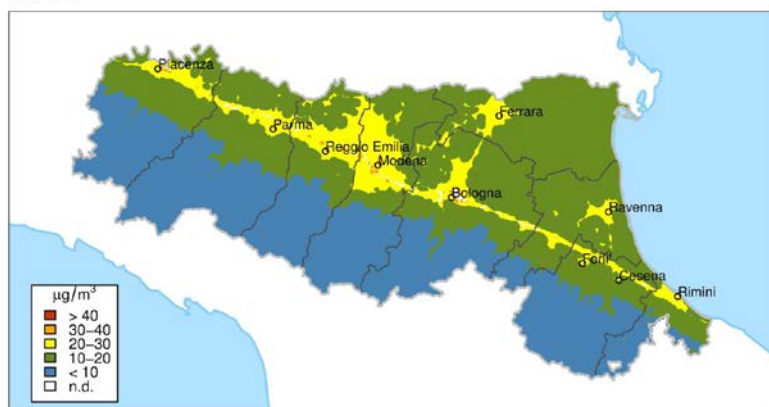 Piacenza
Parma
Reggio Emilia
Modena
Ferrara
Bologna
Ravenna
Forlì
Cesena
Rimini
µg/m³
> 40
30–40
20–30
10–20
< 10
n.d.